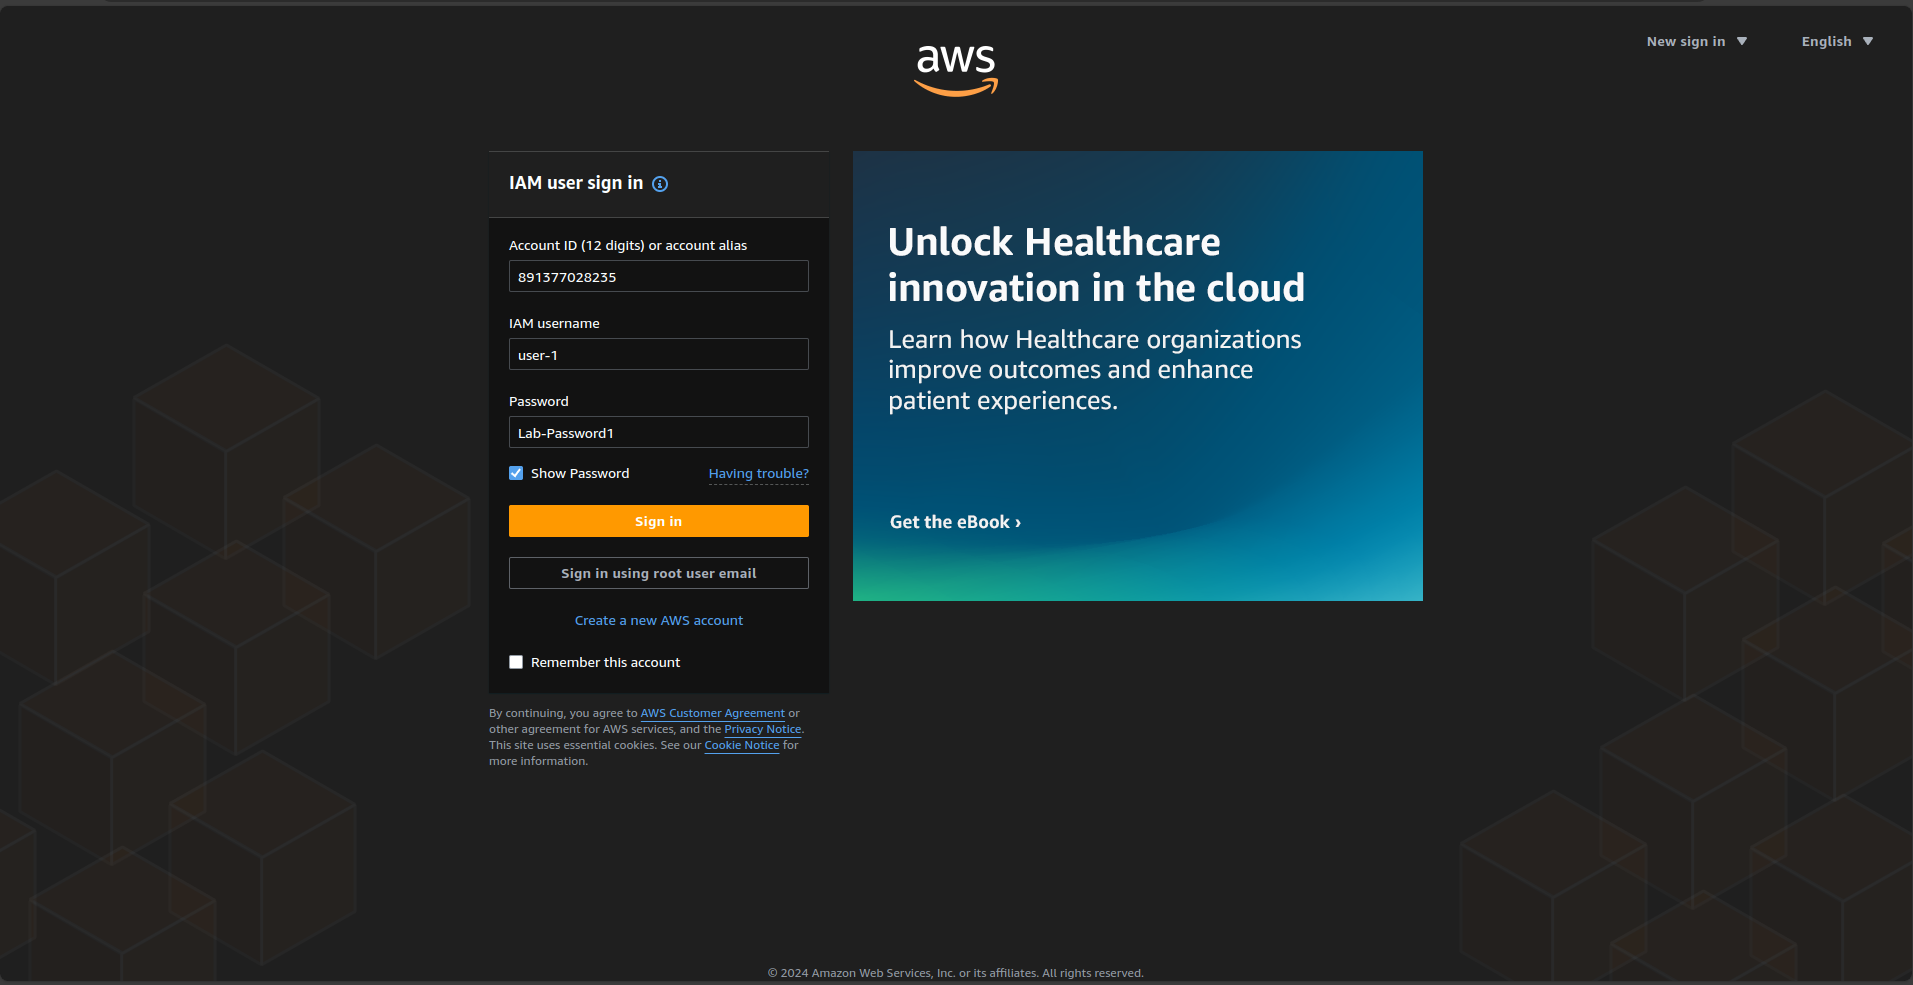 aws
New sign in
English
IAM user sign in
Account ID (12 digits) or account alias
891377028235
IAM username
user-1
Password
Lab-Password1
Show Password
Having trouble?
Sign in
Sign in using root user email
Create a new AWS account
Remember this account
By continuing, you agree to AWS Customer Agreement or
other agreement for AWS services, and the Privacy Notice.
This site uses essential cookies. See our Cookie Notice for
more information.
Unlock Healthcare
innovation in the cloud
Learn how Healthcare organizations
improve outcomes and enhance
patient experiences.
Get the eBook ›
© 2024 Amazon Web Services, Inc. or its affiliates. All rights reserved.